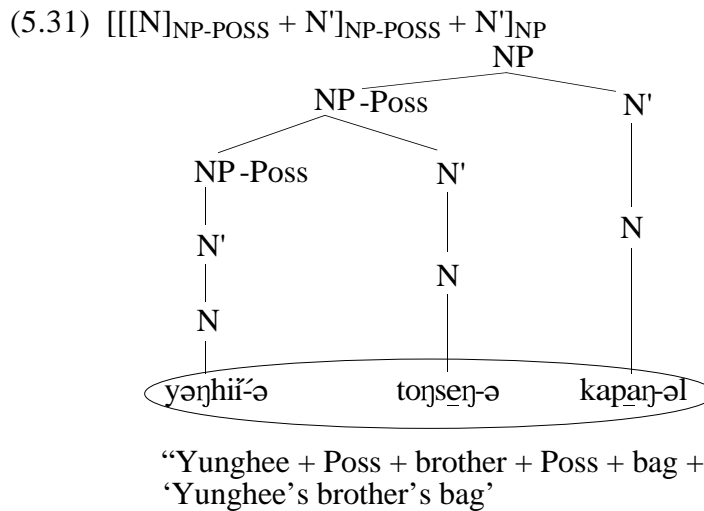 (5.31) [[[N]NP-POSS + N']NP-POSS + N']NP
NP
NP-Poss N'
NP-Poss N'
N' N
N
N
toŋse̲ŋ-ə kapa̲ŋ-əl
“Yunghee + Poss + brother + Poss + bag +
‘Yunghee’s brother’s bag’